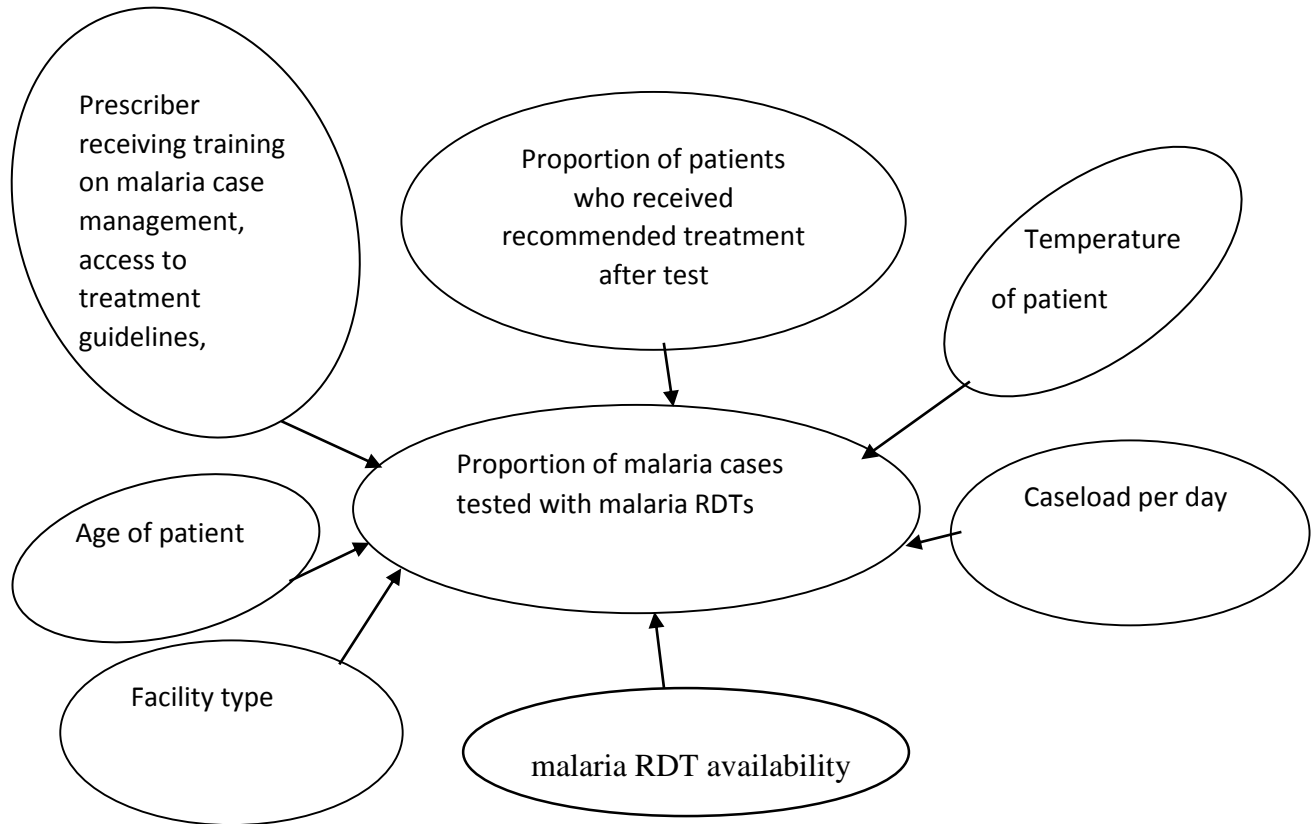 Prescriber
receiving training
on malaria case
management,
access to
treatment
guidelines,
Proportion of patients
who received
recommended treatment
after test
Temperature
of patient
Proportion of malaria cases
tested with malaria RDTs
Caseload per day
Age of patient
Facility type
malaria RDT availability